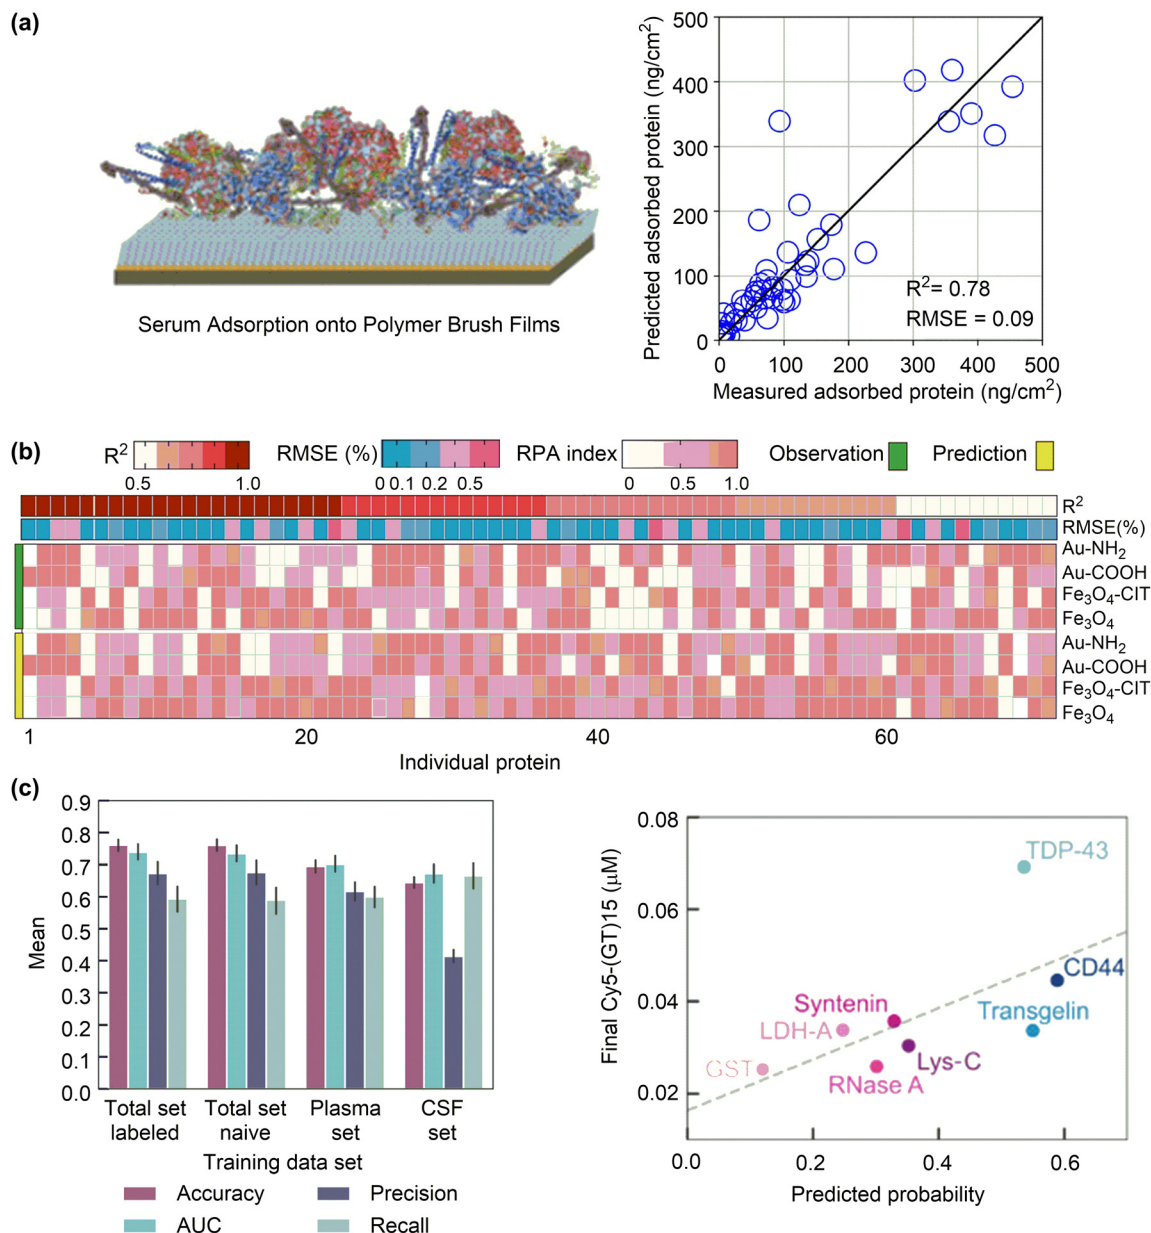 (a)
Serum Adsorption onto Polymer Brush Films
Predicted adsorbed protein (ng/cm²)
500
400
300
200
100
0
R²= 0.78
RMSE = 0.09
0 100 200 300 400 500
Measured adsorbed protein (ng/cm²)
(b)
R²
0.5 1.0
RMSE (%)
0 0.1 0.2 0.5
RPA index
0 0.5 1.0
Observation
Prediction
R²
RMSE(%)
Au-NH₂
Au-COOH
Fe₃O₄-CIT
Fe₃O₄
Au-NH₂
Au-COOH
Fe₃O₄-CIT
Fe₃O₄
1 20 40 60
Individual protein
(c)
Mean
0.9
0.8
0.7
0.6
0.5
0.4
0.3
0.2
0.1
0.0
Total set labeled
Total set naive
Plasma set
CSF set
Training data set
Accuracy
Precision
AUC
Recall
Final Cy5-(GT)15 (μM)
0.08
0.06
0.04
0.02
TDP-43
CD44
Syntenin
Transgelin
LDH-A
Lys-C
GST
RNase A
0.0 0.2 0.4 0.6
Predicted probability